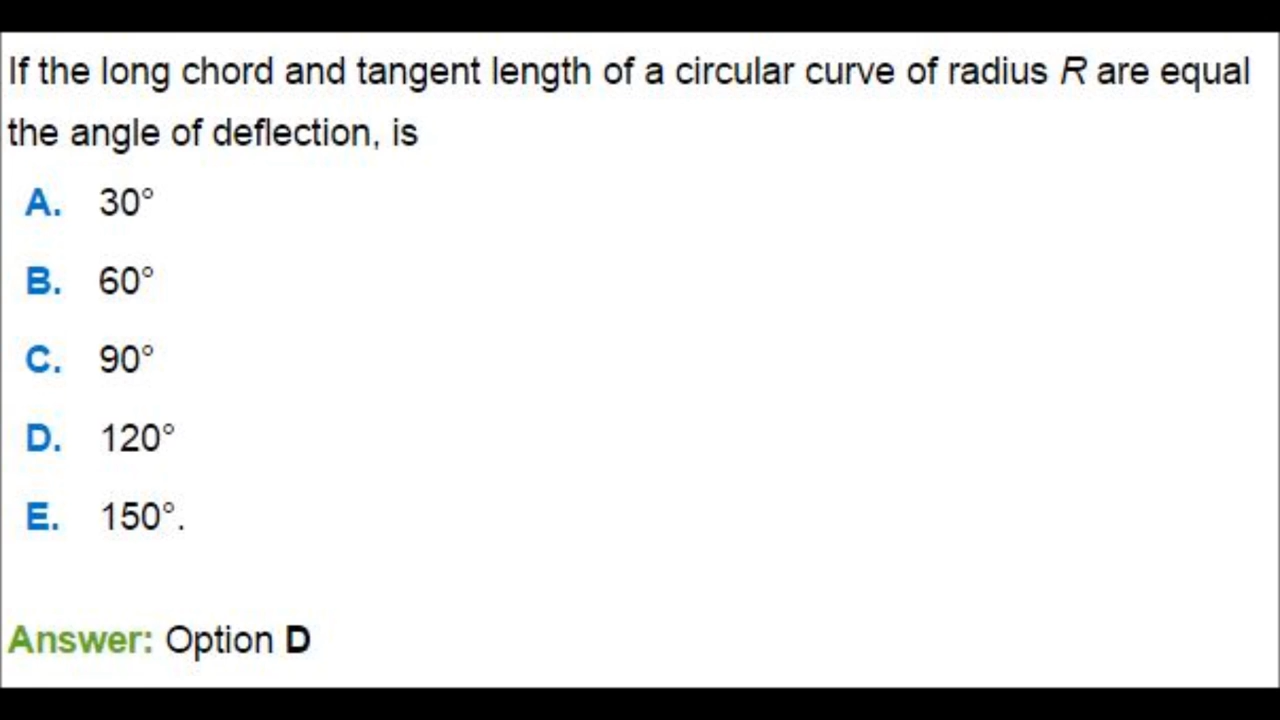 If the long chord and tangent length of a circular curve of radius R are equal
the angle of deflection, is
A. 30°
B. 60°
C. 90°
D. 120°
E. 150°.
Answer: Option D